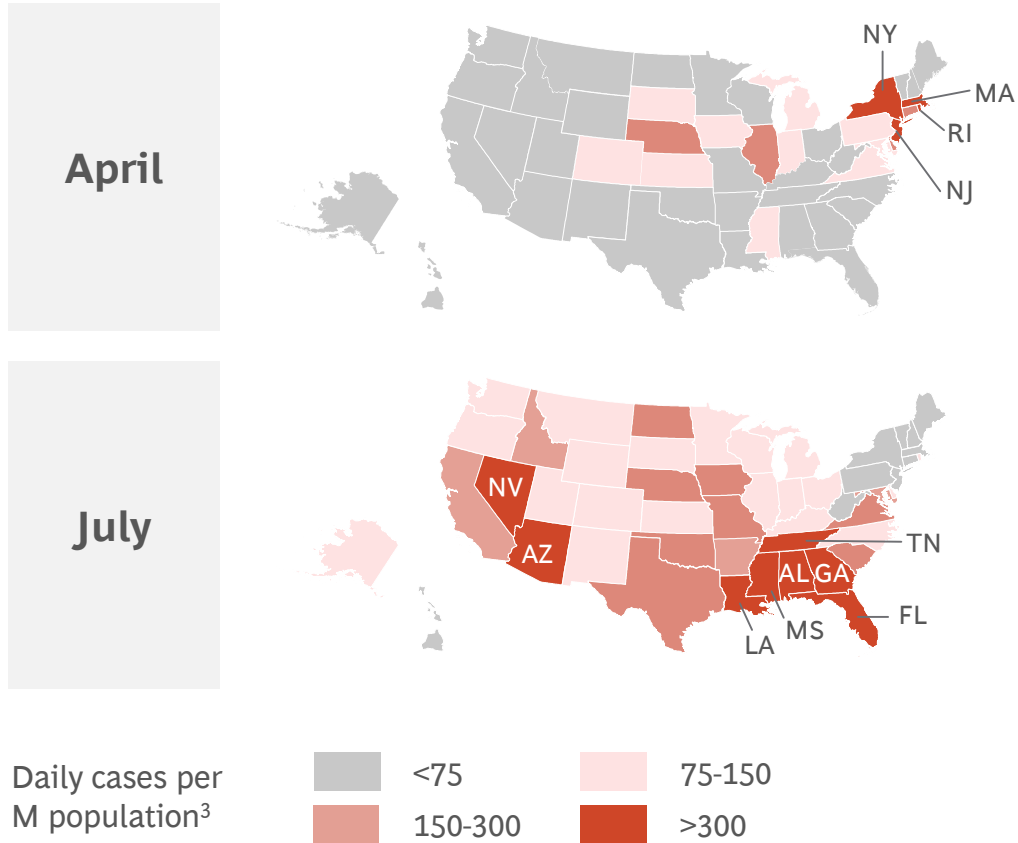 April
NY
MA
RI
NJ
July
NV
AZ
TN
AL
GA
FL
MS
LA
Daily cases per
M population³
<75
75-150
150-300
>300